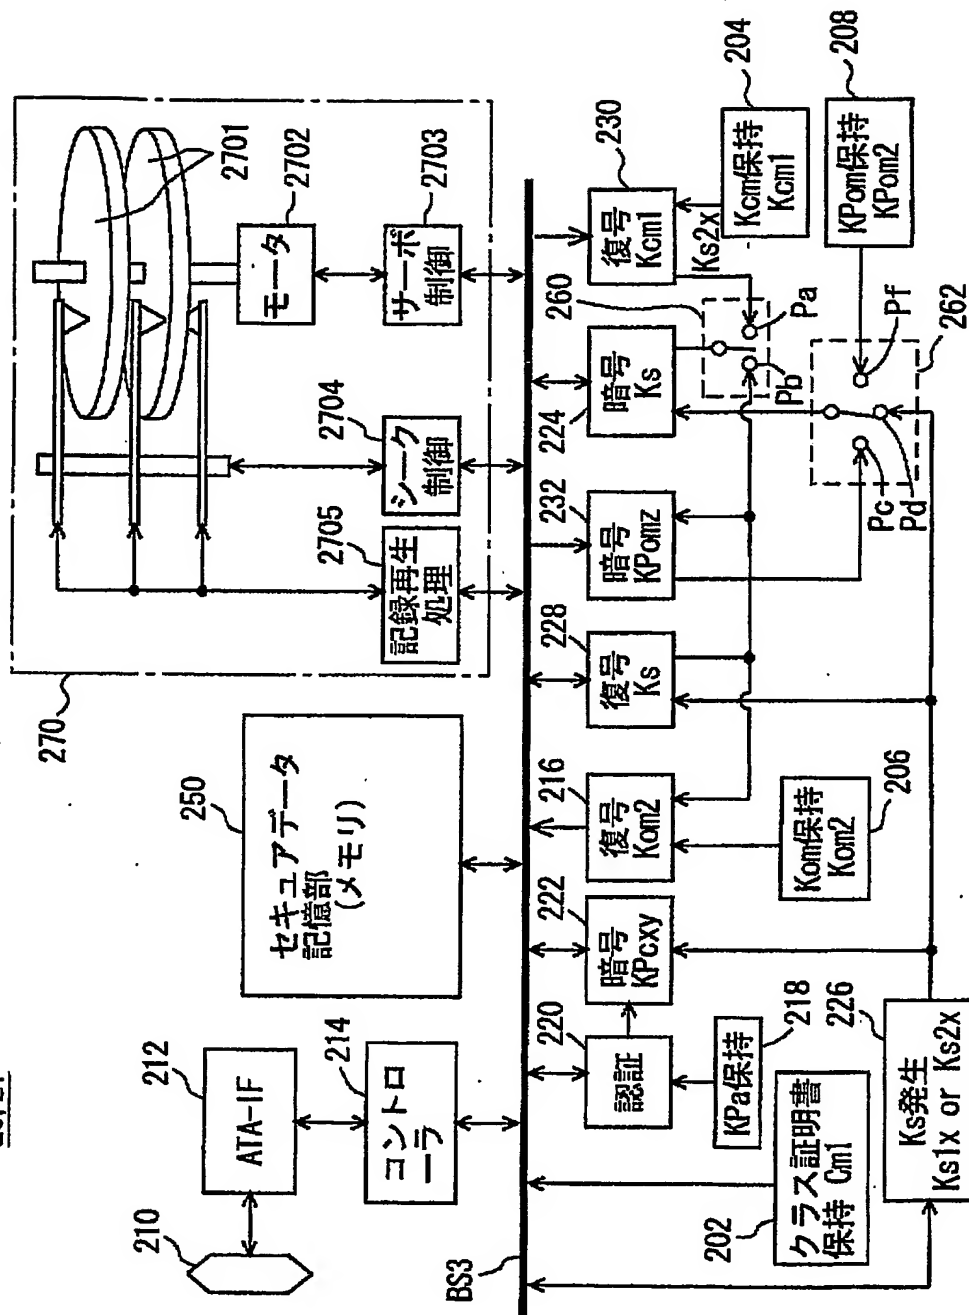 210
212
ATA-IF
214
コントロ
ーラ
250
セキュアデータ
記憶部
(メモリ)
270
2701
2702
モータ
2703
サーボ
制御
2704
シーク
制御
2705
記録再生
処理
BS3
202
クラス証明書
保持 Cm1
220
認証
218
KPa保持
222
暗号
KPcxy
226
Ks発生
Ks1x or Ks2x
216
復号
Kom2
206
Kom保持
Kom2
228
復号
Ks
232
暗号
KPomz
224
暗号
Ks
260
Pa
Pb
230
復号
Kcm1
Ks2x
204
Kcm保持
Kcm1
208
KPom保持
KPom2
Pf
262
Pc
Pd